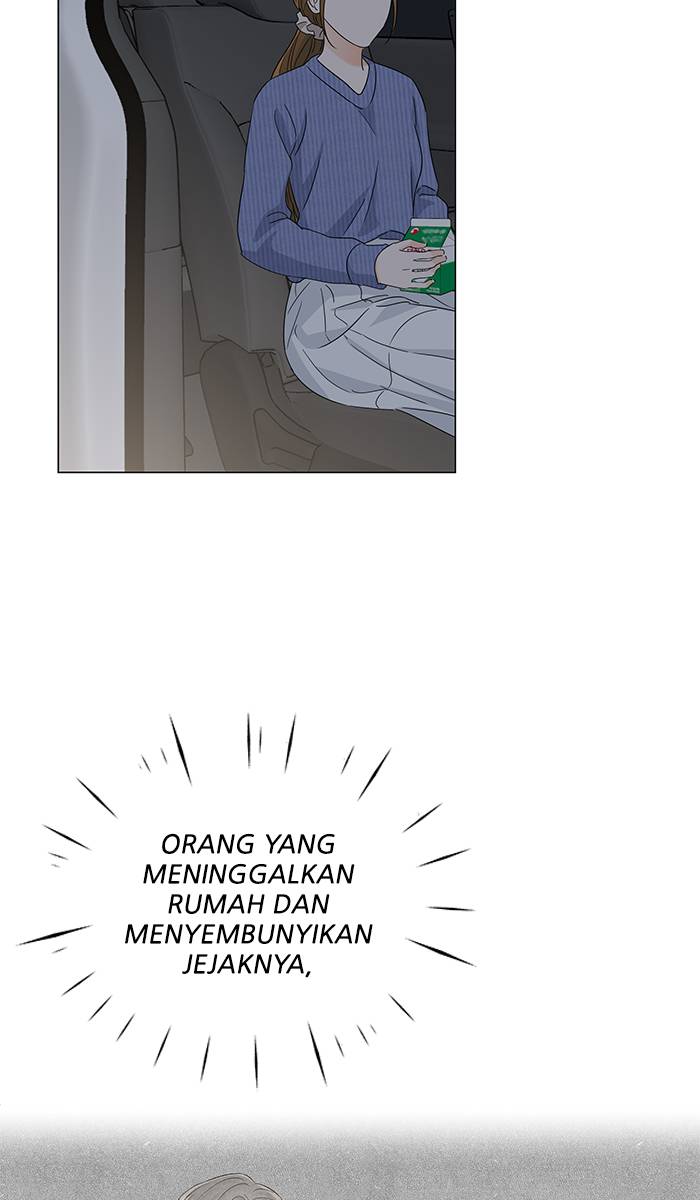 ORANG YANG
MENINGGALKAN
RUMAH DAN
MENYEMBUNYIKAN
JEJAKNYA,